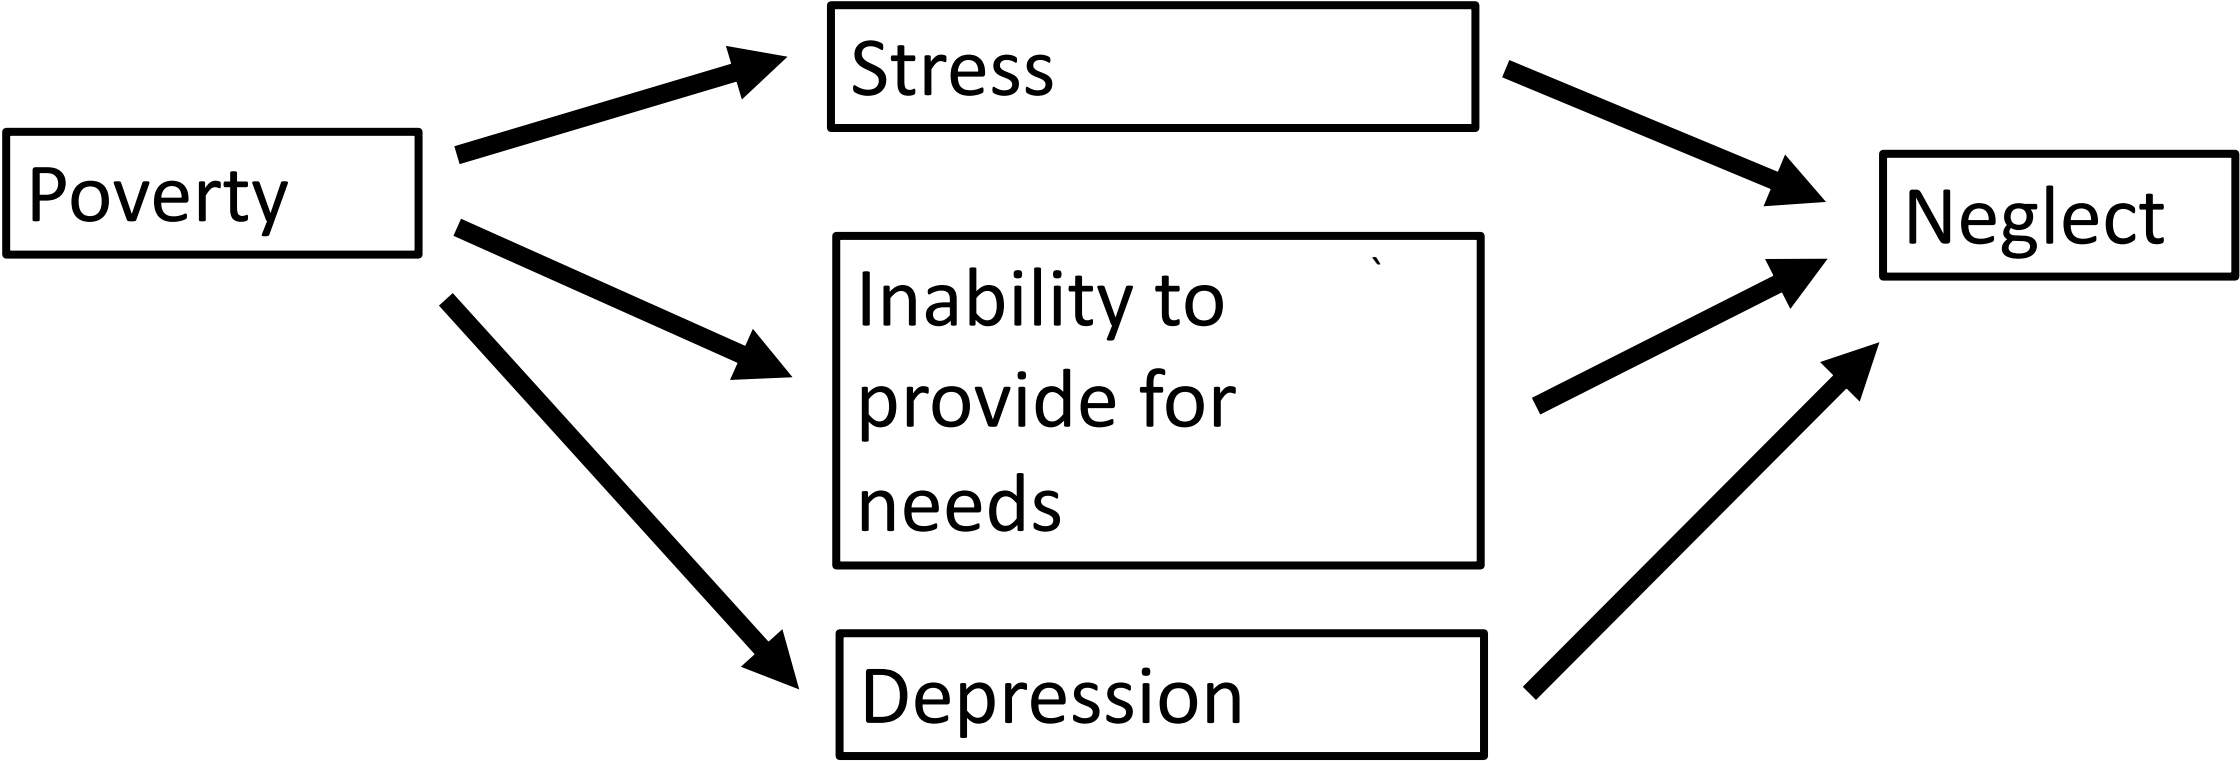 Poverty
Stress
Inability to `
provide for
needs
Depression
Neglect